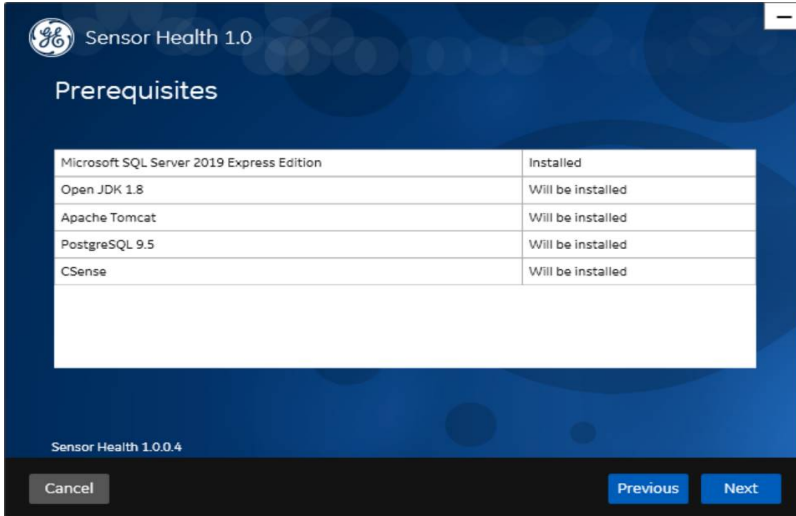 Sensor Health 1.0
Prerequisites
Microsoft SQL Server 2019 Express Edition Installed
Open JDK 1.8 Will be installed
Apache Tomcat Will be installed
PostgreSQL 9.5 Will be installed
CSense Will be installed
Sensor Health 1.0.0.4
Cancel Previous Next